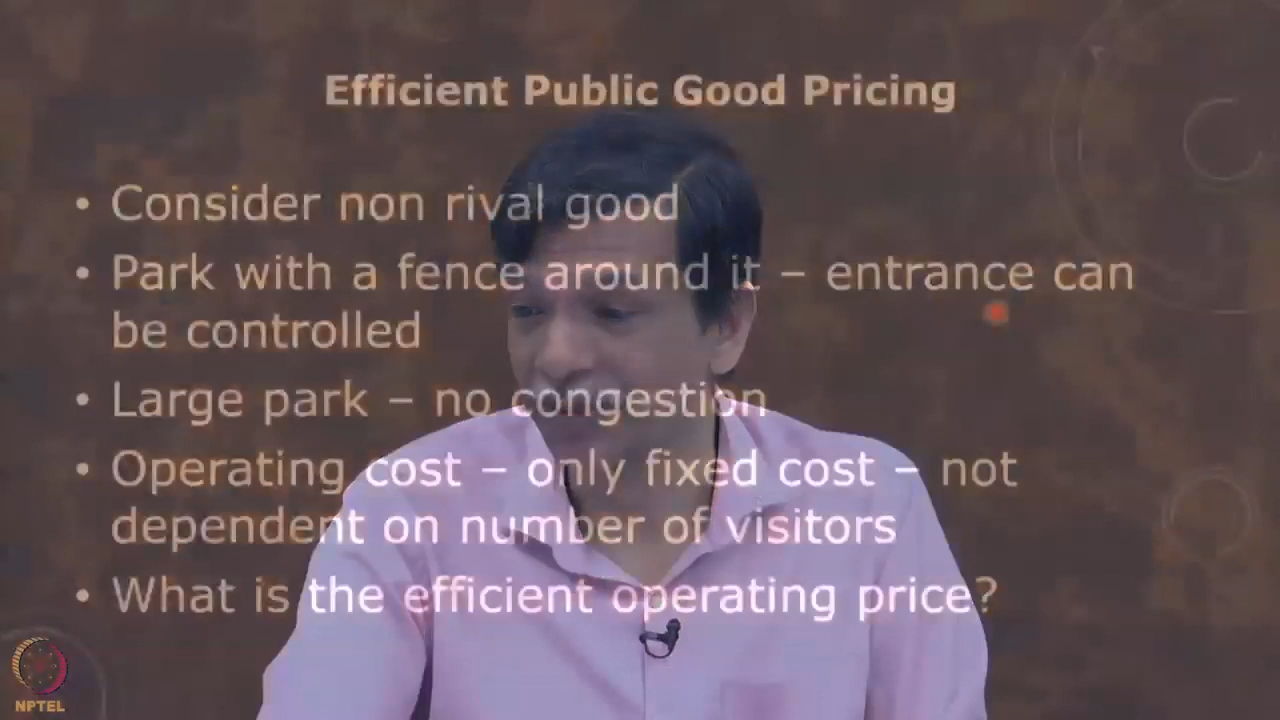 Efficient Public Good Pricing
• Consider non rival good
• Park with a fence around it – entrance can
be controlled
• Large park – no congestion
• Operating cost – only fixed cost – not
dependent on number of visitors
• What is the efficient operating price?
NPTEL